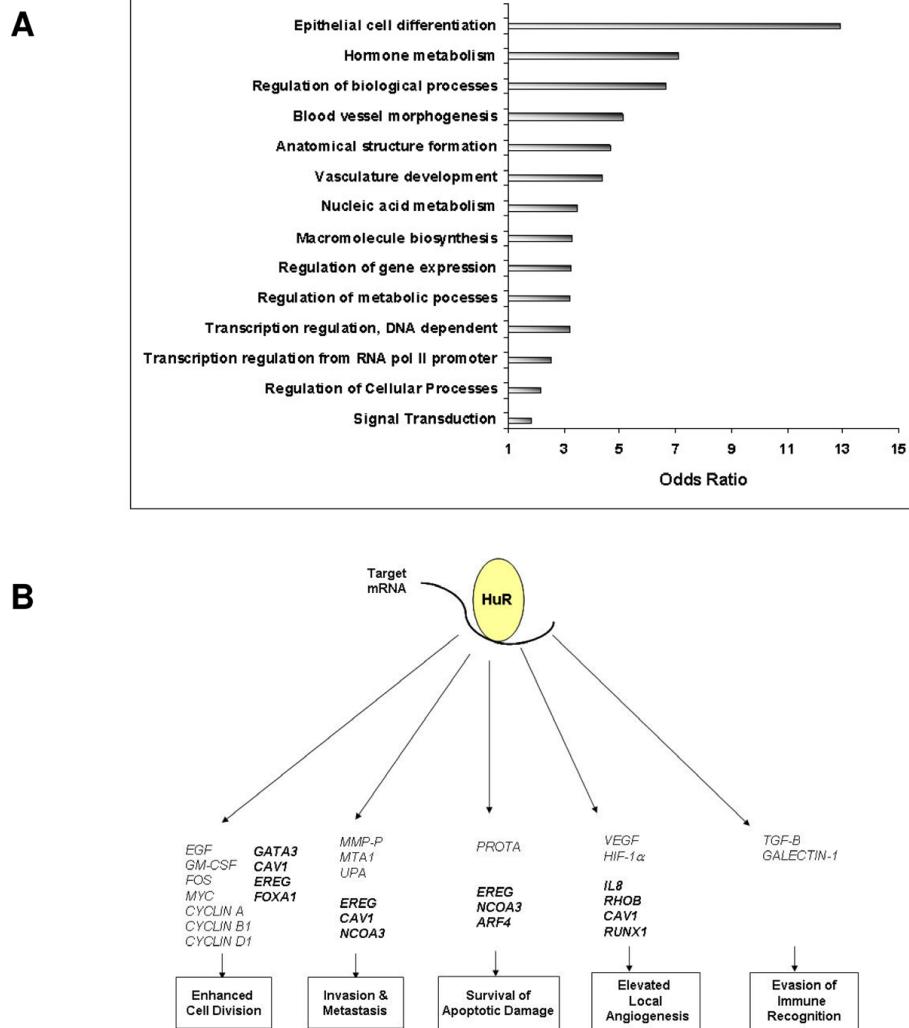 A
Epithelial cell differentiation
Hormone metabolism
Regulation of biological processes
Blood vessel morphogenesis
Anatomical structure formation
Vasculature development
Nucleic acid metabolism
Macromolecule biosynthesis
Regulation of gene expression
Regulation of metabolic pocesses
Transcription regulation, DNA dependent
Transcription regulation from RNA pol II promoter
Regulation of Cellular Processes
Signal Transduction
1 3 5 7 9 11 13 15
Odds Ratio
B
Target
mRNA
HuR
EGF
GM-CSF
FOS
MYC
CYCLIN A
CYCLIN B1
CYCLIN D1
GATA3
CAV1
EREG
FOXA1
Enhanced
Cell Division
MMP-P
MTA1
UPA
EREG
CAV1
NCOA3
Invasion &
Metastasis
PROTA
EREG
NCOA3
ARF4
Survival of
Apoptotic Damage
VEGF
HIF-1α
IL8
RHOB
CAV1
RUNX1
Elevated
Local
Angiogenesis
TGF-B
GALECTIN-1
Evasion of
Immune
Recognition